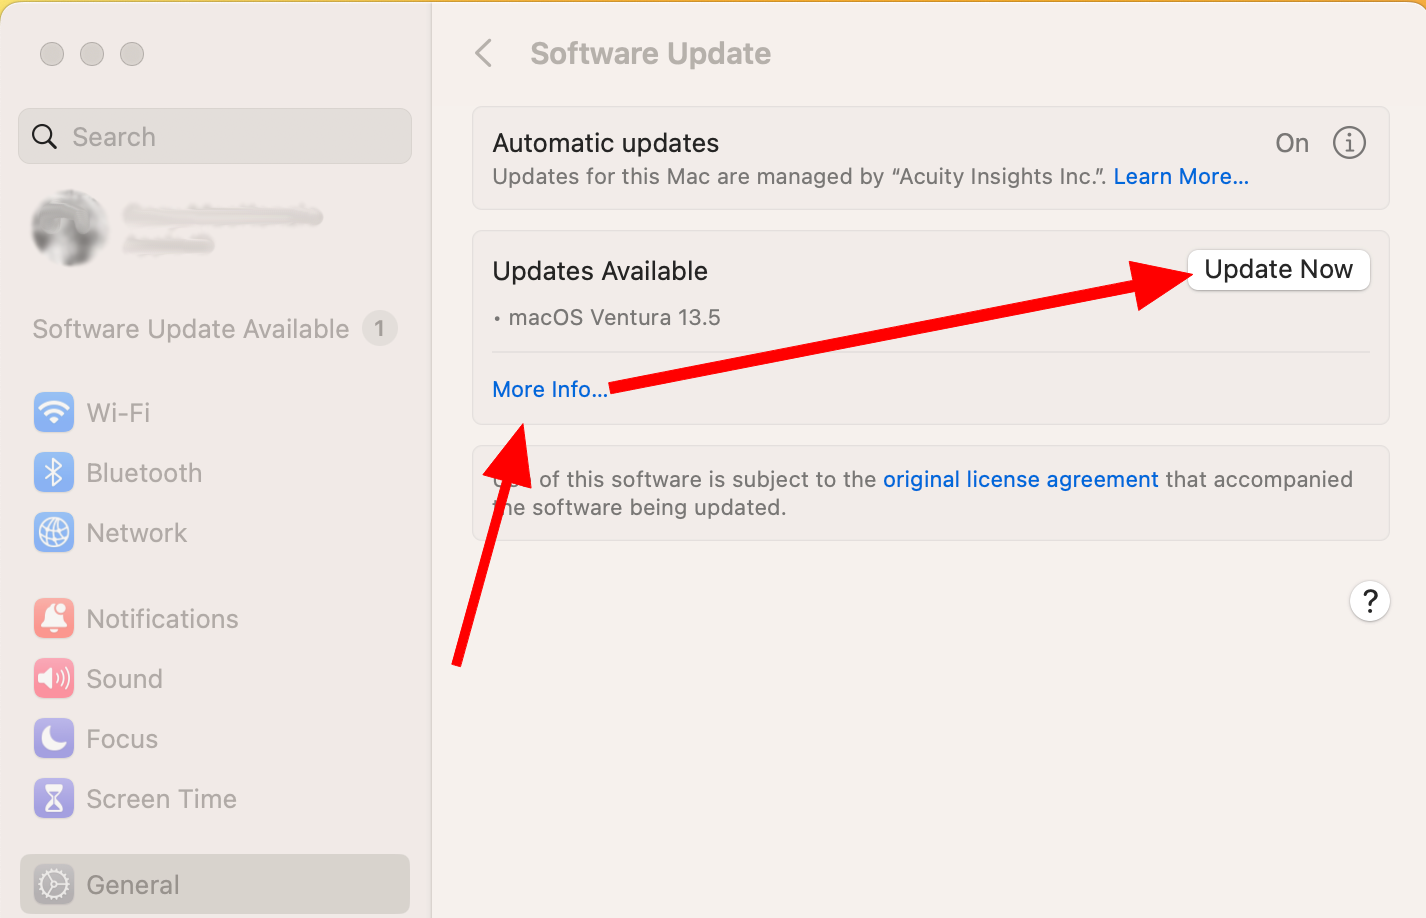 Software Update
Search
Automatic updates
On
Updates for this Mac are managed by “Acuity Insights Inc.”. Learn More...
Updates Available
Update Now
• macOS Ventura 13.5
Software Update Available 1
More Info...
Wi-Fi
Bluetooth
of this software is subject to the original license agreement that accompanied
the software being updated.
Network
?
Notifications
Sound
Focus
Screen Time
General